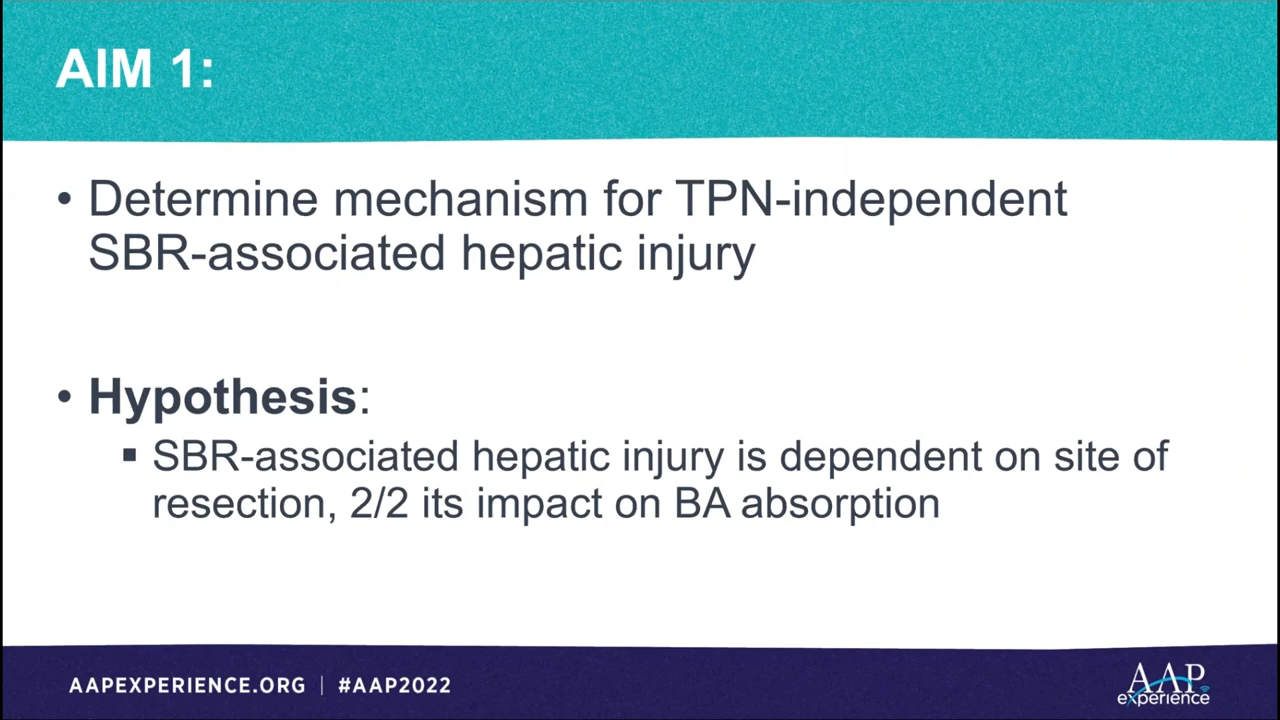 AIM 1:
• Determine mechanism for TPN-independent
SBR-associated hepatic injury
• Hypothesis:
▪ SBR-associated hepatic injury is dependent on site of
resection, 2/2 its impact on BA absorption
AAPEXPERIENCE.ORG | #AAP2022
AAP
experience